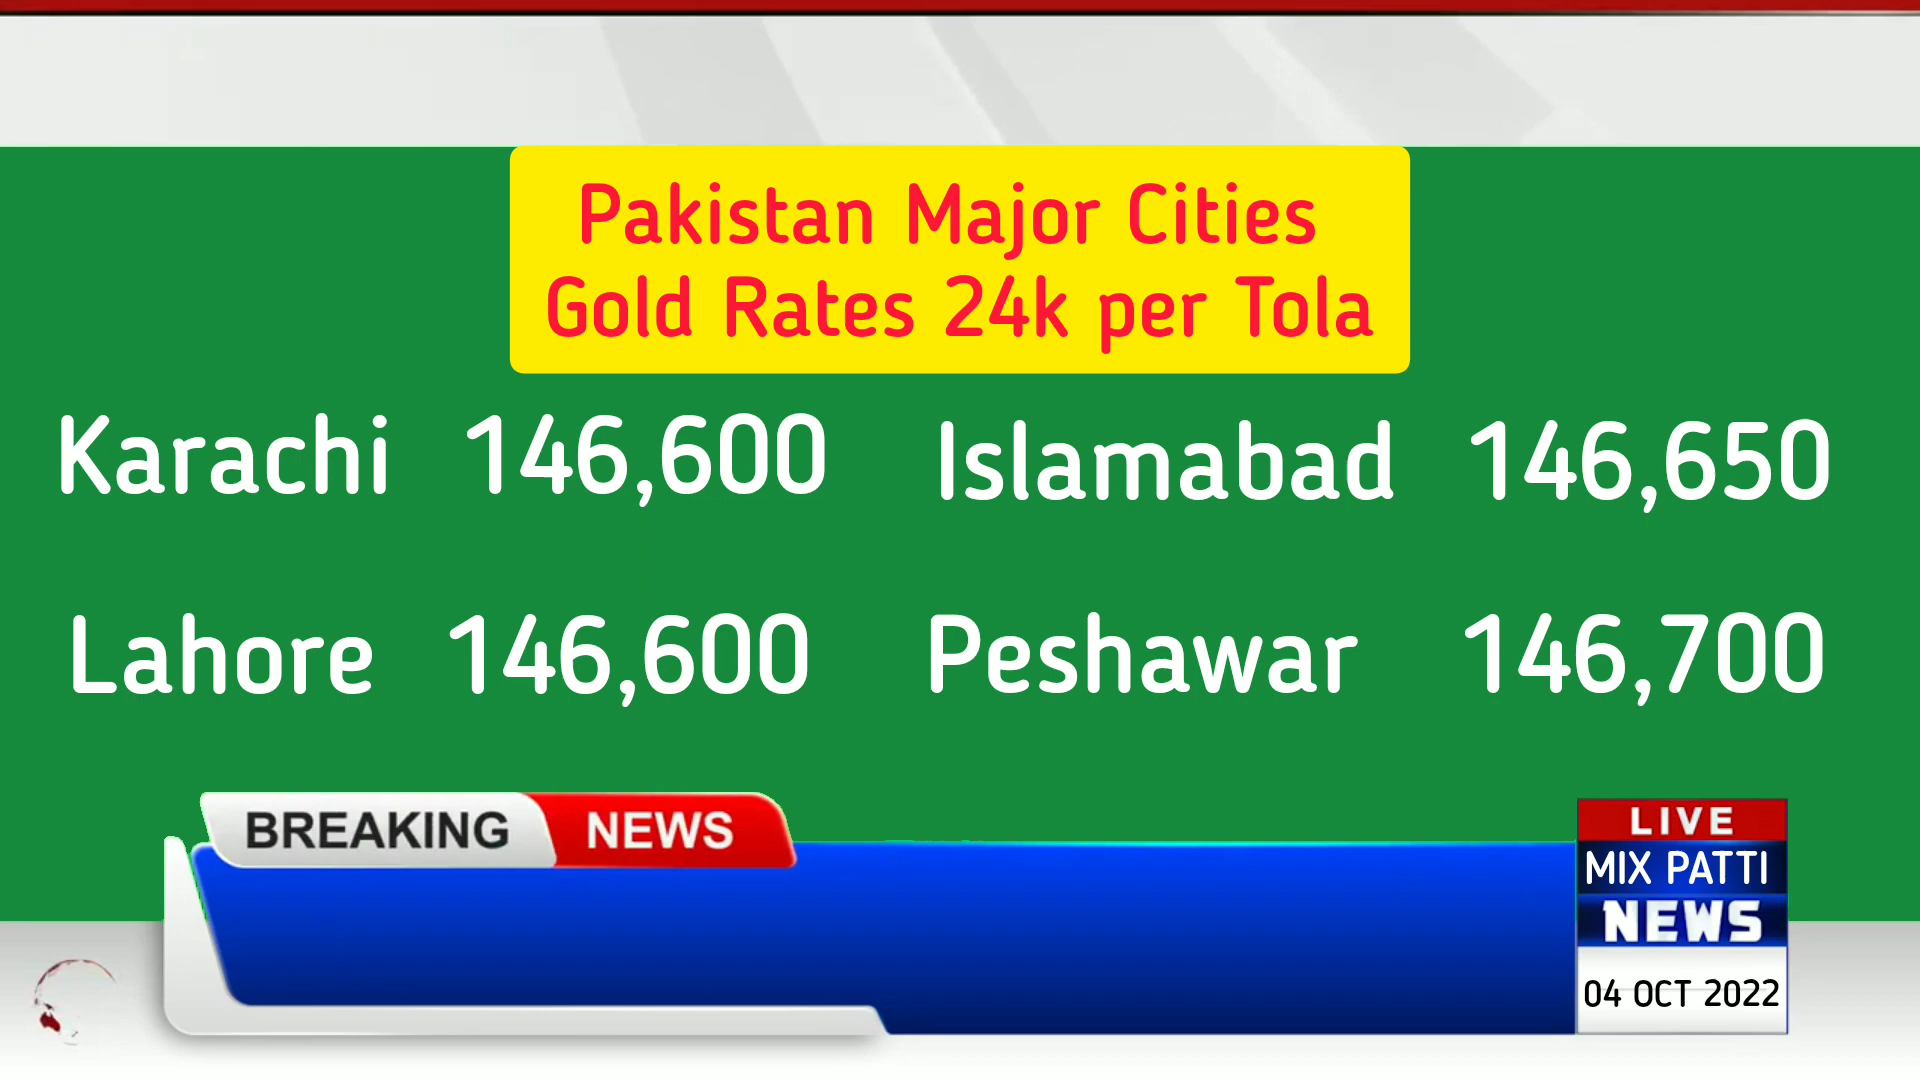 Pakistan Major Cities
Gold Rates 24k per Tola
Karachi 146,600 Islamabad 146,650
Lahore 146,600 Peshawar 146,700
BREAKING NEWS
LIVE
MIX PATTI
NEWS
04 OCT 2022